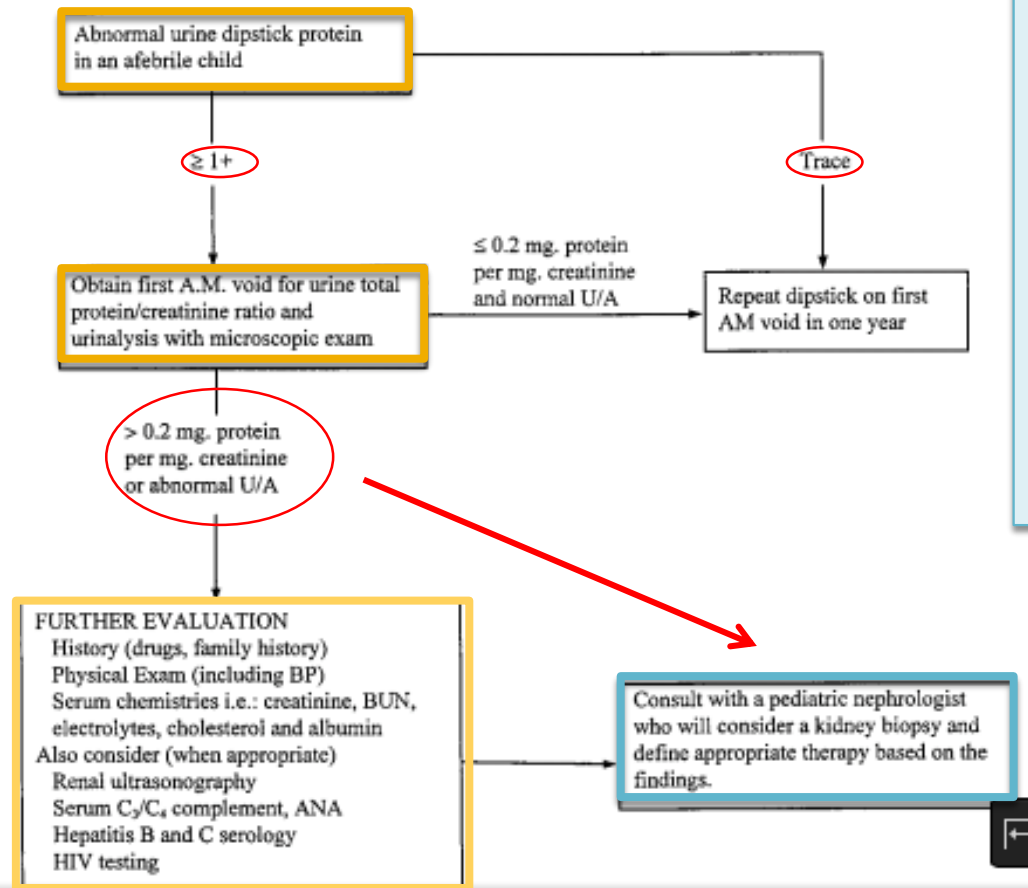 Abnormal urine dipstick protein
in an afebrile child
≥ 1+
Trace
Obtain first A.M. void for urine total
protein/creatinine ratio and
urinalysis with microscopic exam
≤ 0.2 mg. protein
per mg. creatinine
and normal U/A
Repeat dipstick on first
AM void in one year
> 0.2 mg. protein
per mg. creatinine
or abnormal U/A
FURTHER EVALUATION
History (drugs, family history)
Physical Exam (including BP)
Serum chemistries i.e.: creatinine, BUN,
electrolytes, cholesterol and albumin
Also consider (when appropriate)
Renal ultrasonography
Serum C₃/C₄ complement, ANA
Hepatitis B and C serology
HIV testing
Consult with a pediatric nephrologist
who will consider a kidney biopsy and
define appropriate therapy based on the
findings.